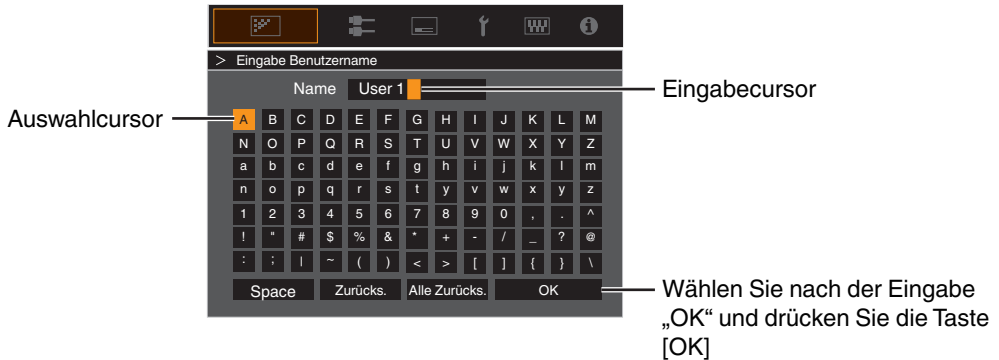 > Eingabe Benutzername
Name User 1
Eingabecursor
Auswahlcursor
A B C D E F G H I J K L M
N O P Q R S T U V W X Y Z
a b c d e f g h i j k l m
n o p q r s t y v w x y z
1 2 3 4 5 6 7 8 9 0 , . ^
! " # $ % & * + - / _ ? @
: ; | ~ ( ) < > [ ] { } \
Space Zurücks. Alle Zurücks. OK
Wählen Sie nach der Eingabe
„OK“ und drücken Sie die Taste
[OK]